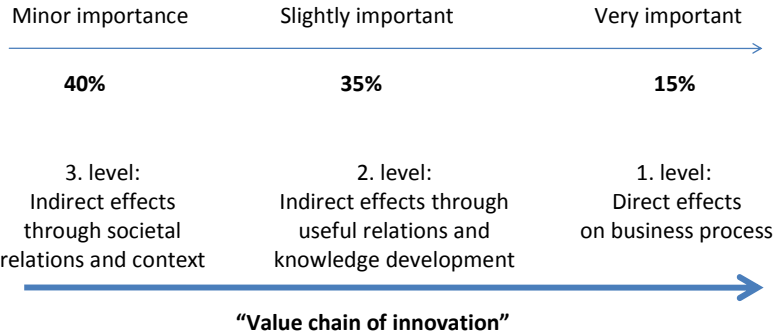 Minor importance Slightly important Very important
40% 35% 15%
3. level: 2. level: 1. level:
Indirect effects Indirect effects through Direct effects
through societal useful relations and on business process
relations and context knowledge development
“Value chain of innovation”